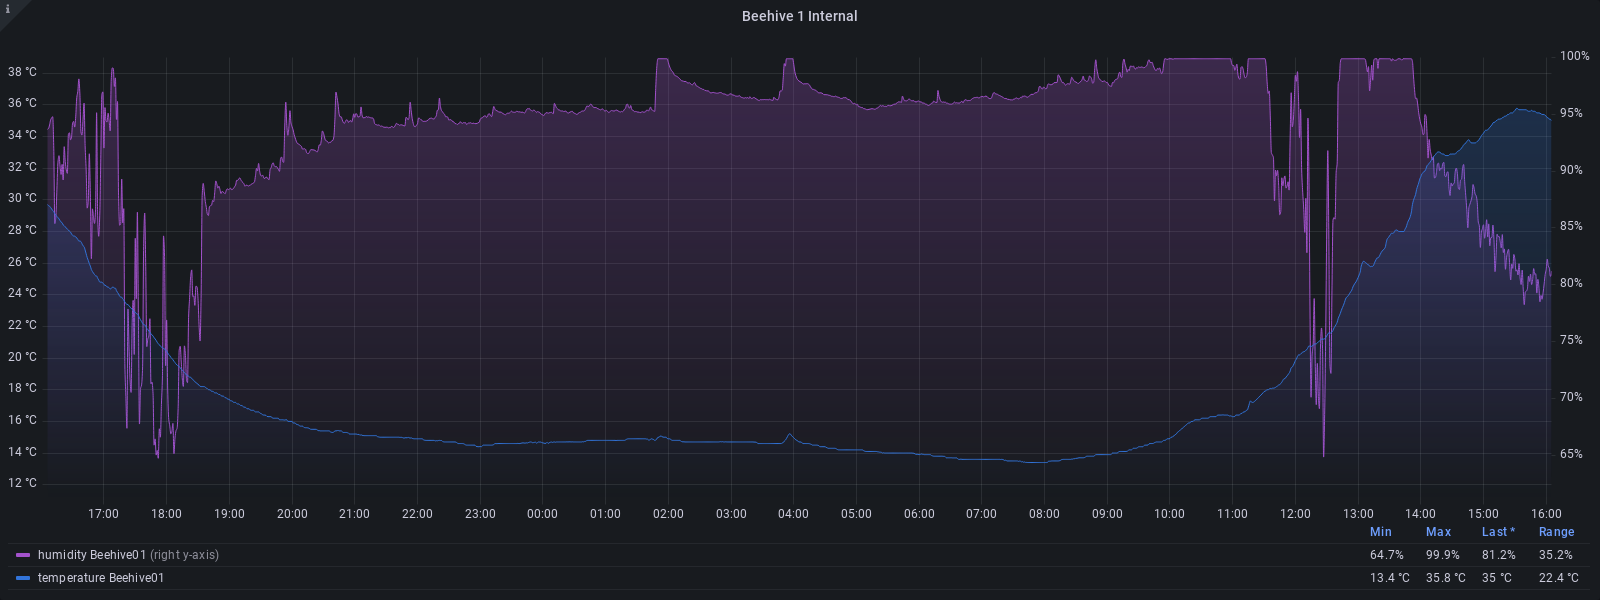 i
Beehive 1 Internal
38 °C
36 °C
34 °C
32 °C
30 °C
28 °C
26 °C
24 °C
22 °C
20 °C
18 °C
16 °C
14 °C
12 °C
100%
95%
90%
85%
80%
75%
70%
65%
17:00 18:00 19:00 20:00 21:00 22:00 23:00 00:00 01:00 02:00 03:00 04:00 05:00 06:00 07:00 08:00 09:00 10:00 11:00 12:00 13:00 14:00 15:00 16:00
Min Max Last * Range
humidity Beehive01 (right y-axis) 64.7% 99.9% 81.2% 35.2%
temperature Beehive01 13.4 °C 35.8 °C 35 °C 22.4 °C